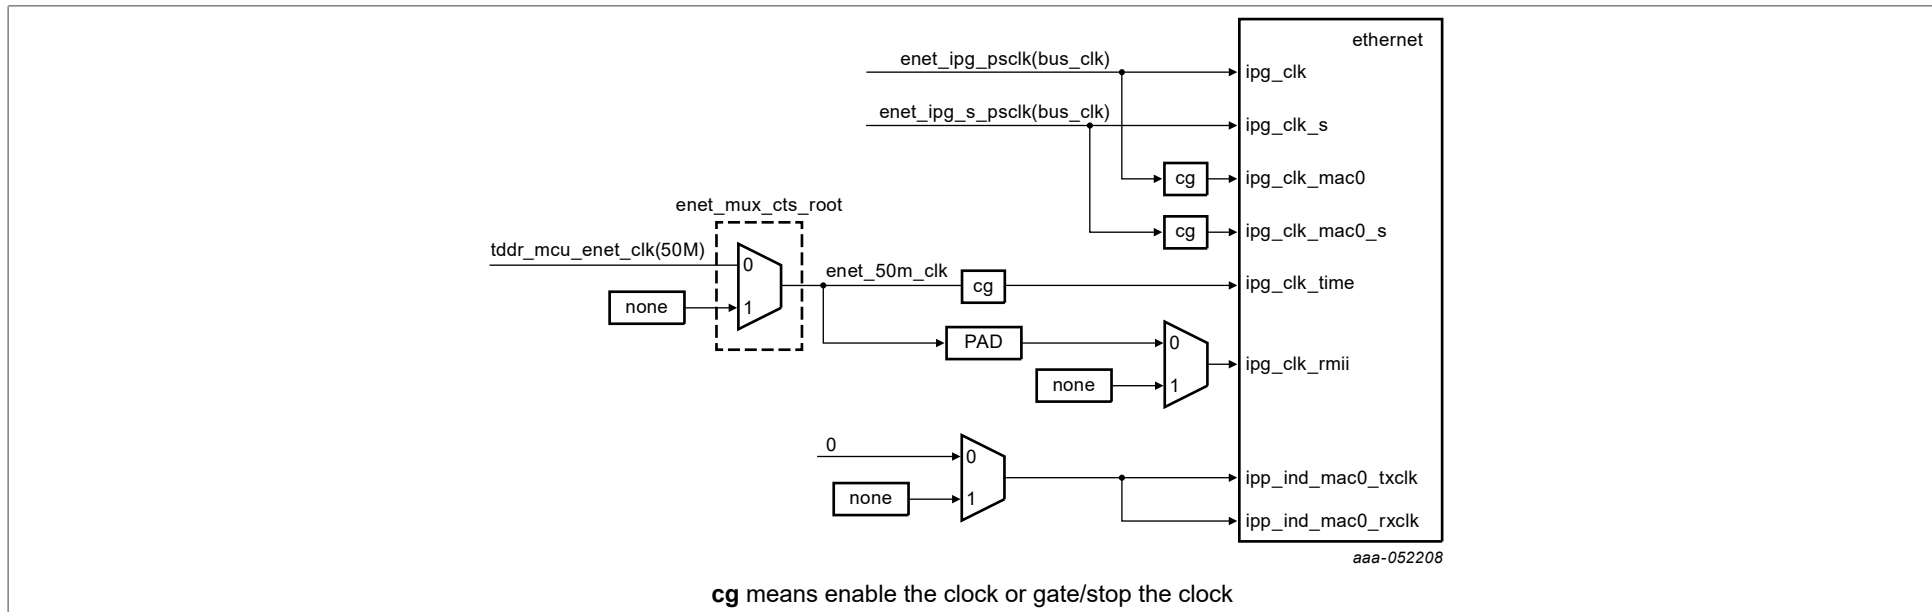 ethernet
enet_ipg_psclk(bus_clk)
ipg_clk
enet_ipg_s_psclk(bus_clk)
ipg_clk_s
cg
ipg_clk_mac0
enet_mux_cts_root
cg
ipg_clk_mac0_s
tddr_mcu_enet_clk(50M)
0
enet_50m_clk
cg
ipg_clk_time
none
1
PAD
0
ipg_clk_rmii
none
1
0
0
none
1
ipp_ind_mac0_txclk
ipp_ind_mac0_rxclk
aaa-052208
cg means enable the clock or gate/stop the clock